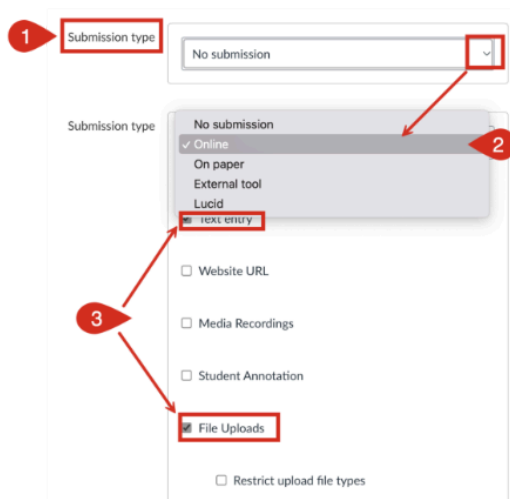 1
Submission type
No submission
Submission type
No submission
✓ Online
2
On paper
External tool
Lucid
Text entry
Website URL
3
Media Recordings
Student Annotation
File Uploads
Restrict upload file types